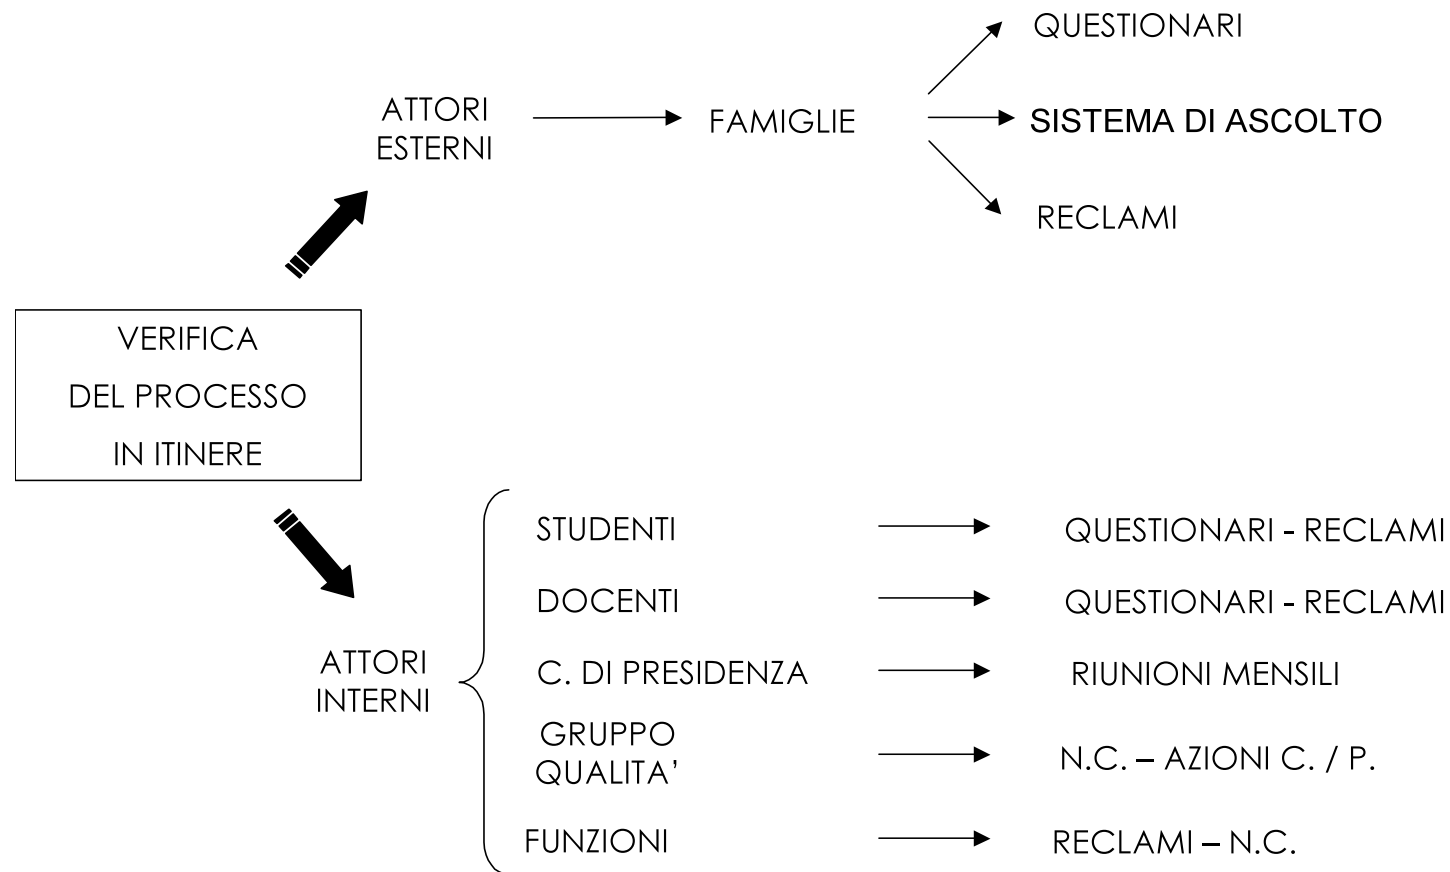 QUESTIONARI
ATTORI
ESTERNI
FAMIGLIE
SISTEMA DI ASCOLTO
RECLAMI
VERIFICA
DEL PROCESSO
IN ITINERE
ATTORI
INTERNI
STUDENTI
QUESTIONARI - RECLAMI
DOCENTI
QUESTIONARI - RECLAMI
C. DI PRESIDENZA
RIUNIONI MENSILI
GRUPPO
QUALITA’
N.C. – AZIONI C. / P.
FUNZIONI
RECLAMI – N.C.